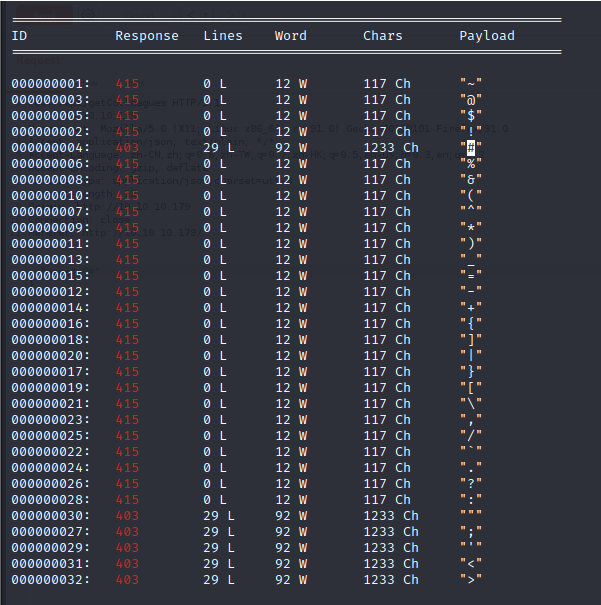 ID Response Lines Word Chars Payload
000000001: 415 0 L 12 W 117 Ch "~"
000000003: 415 0 L 12 W 117 Ch "@"
000000005: 415 0 L 12 W 117 Ch "$"
000000002: 415 0 L 12 W 117 Ch "!"
000000004: 403 29 L 92 W 1233 Ch "#"
000000006: 415 0 L 12 W 117 Ch "%"
000000008: 415 0 L 12 W 117 Ch "&"
000000010: 415 0 L 12 W 117 Ch "("
000000007: 415 0 L 12 W 117 Ch "^"
000000009: 415 0 L 12 W 117 Ch "*"
000000011: 415 0 L 12 W 117 Ch ")"
000000013: 415 0 L 12 W 117 Ch "_"
000000015: 415 0 L 12 W 117 Ch "="
000000012: 415 0 L 12 W 117 Ch "-"
000000014: 415 0 L 12 W 117 Ch "+"
000000016: 415 0 L 12 W 117 Ch "{"
000000018: 415 0 L 12 W 117 Ch "]"
000000020: 415 0 L 12 W 117 Ch "|"
000000017: 415 0 L 12 W 117 Ch "}"
000000019: 415 0 L 12 W 117 Ch "["
000000021: 415 0 L 12 W 117 Ch "\"
000000023: 415 0 L 12 W 117 Ch ","
000000025: 415 0 L 12 W 117 Ch "/"
000000022: 415 0 L 12 W 117 Ch "`"
000000024: 415 0 L 12 W 117 Ch "."
000000026: 415 0 L 12 W 117 Ch "?"
000000028: 415 0 L 12 W 117 Ch ":"
000000030: 403 29 L 92 W 1233 Ch """
000000027: 403 29 L 92 W 1233 Ch ";"
000000029: 403 29 L 92 W 1233 Ch "'"
000000031: 403 29 L 92 W 1233 Ch "<"
000000032: 403 29 L 92 W 1233 Ch ">"